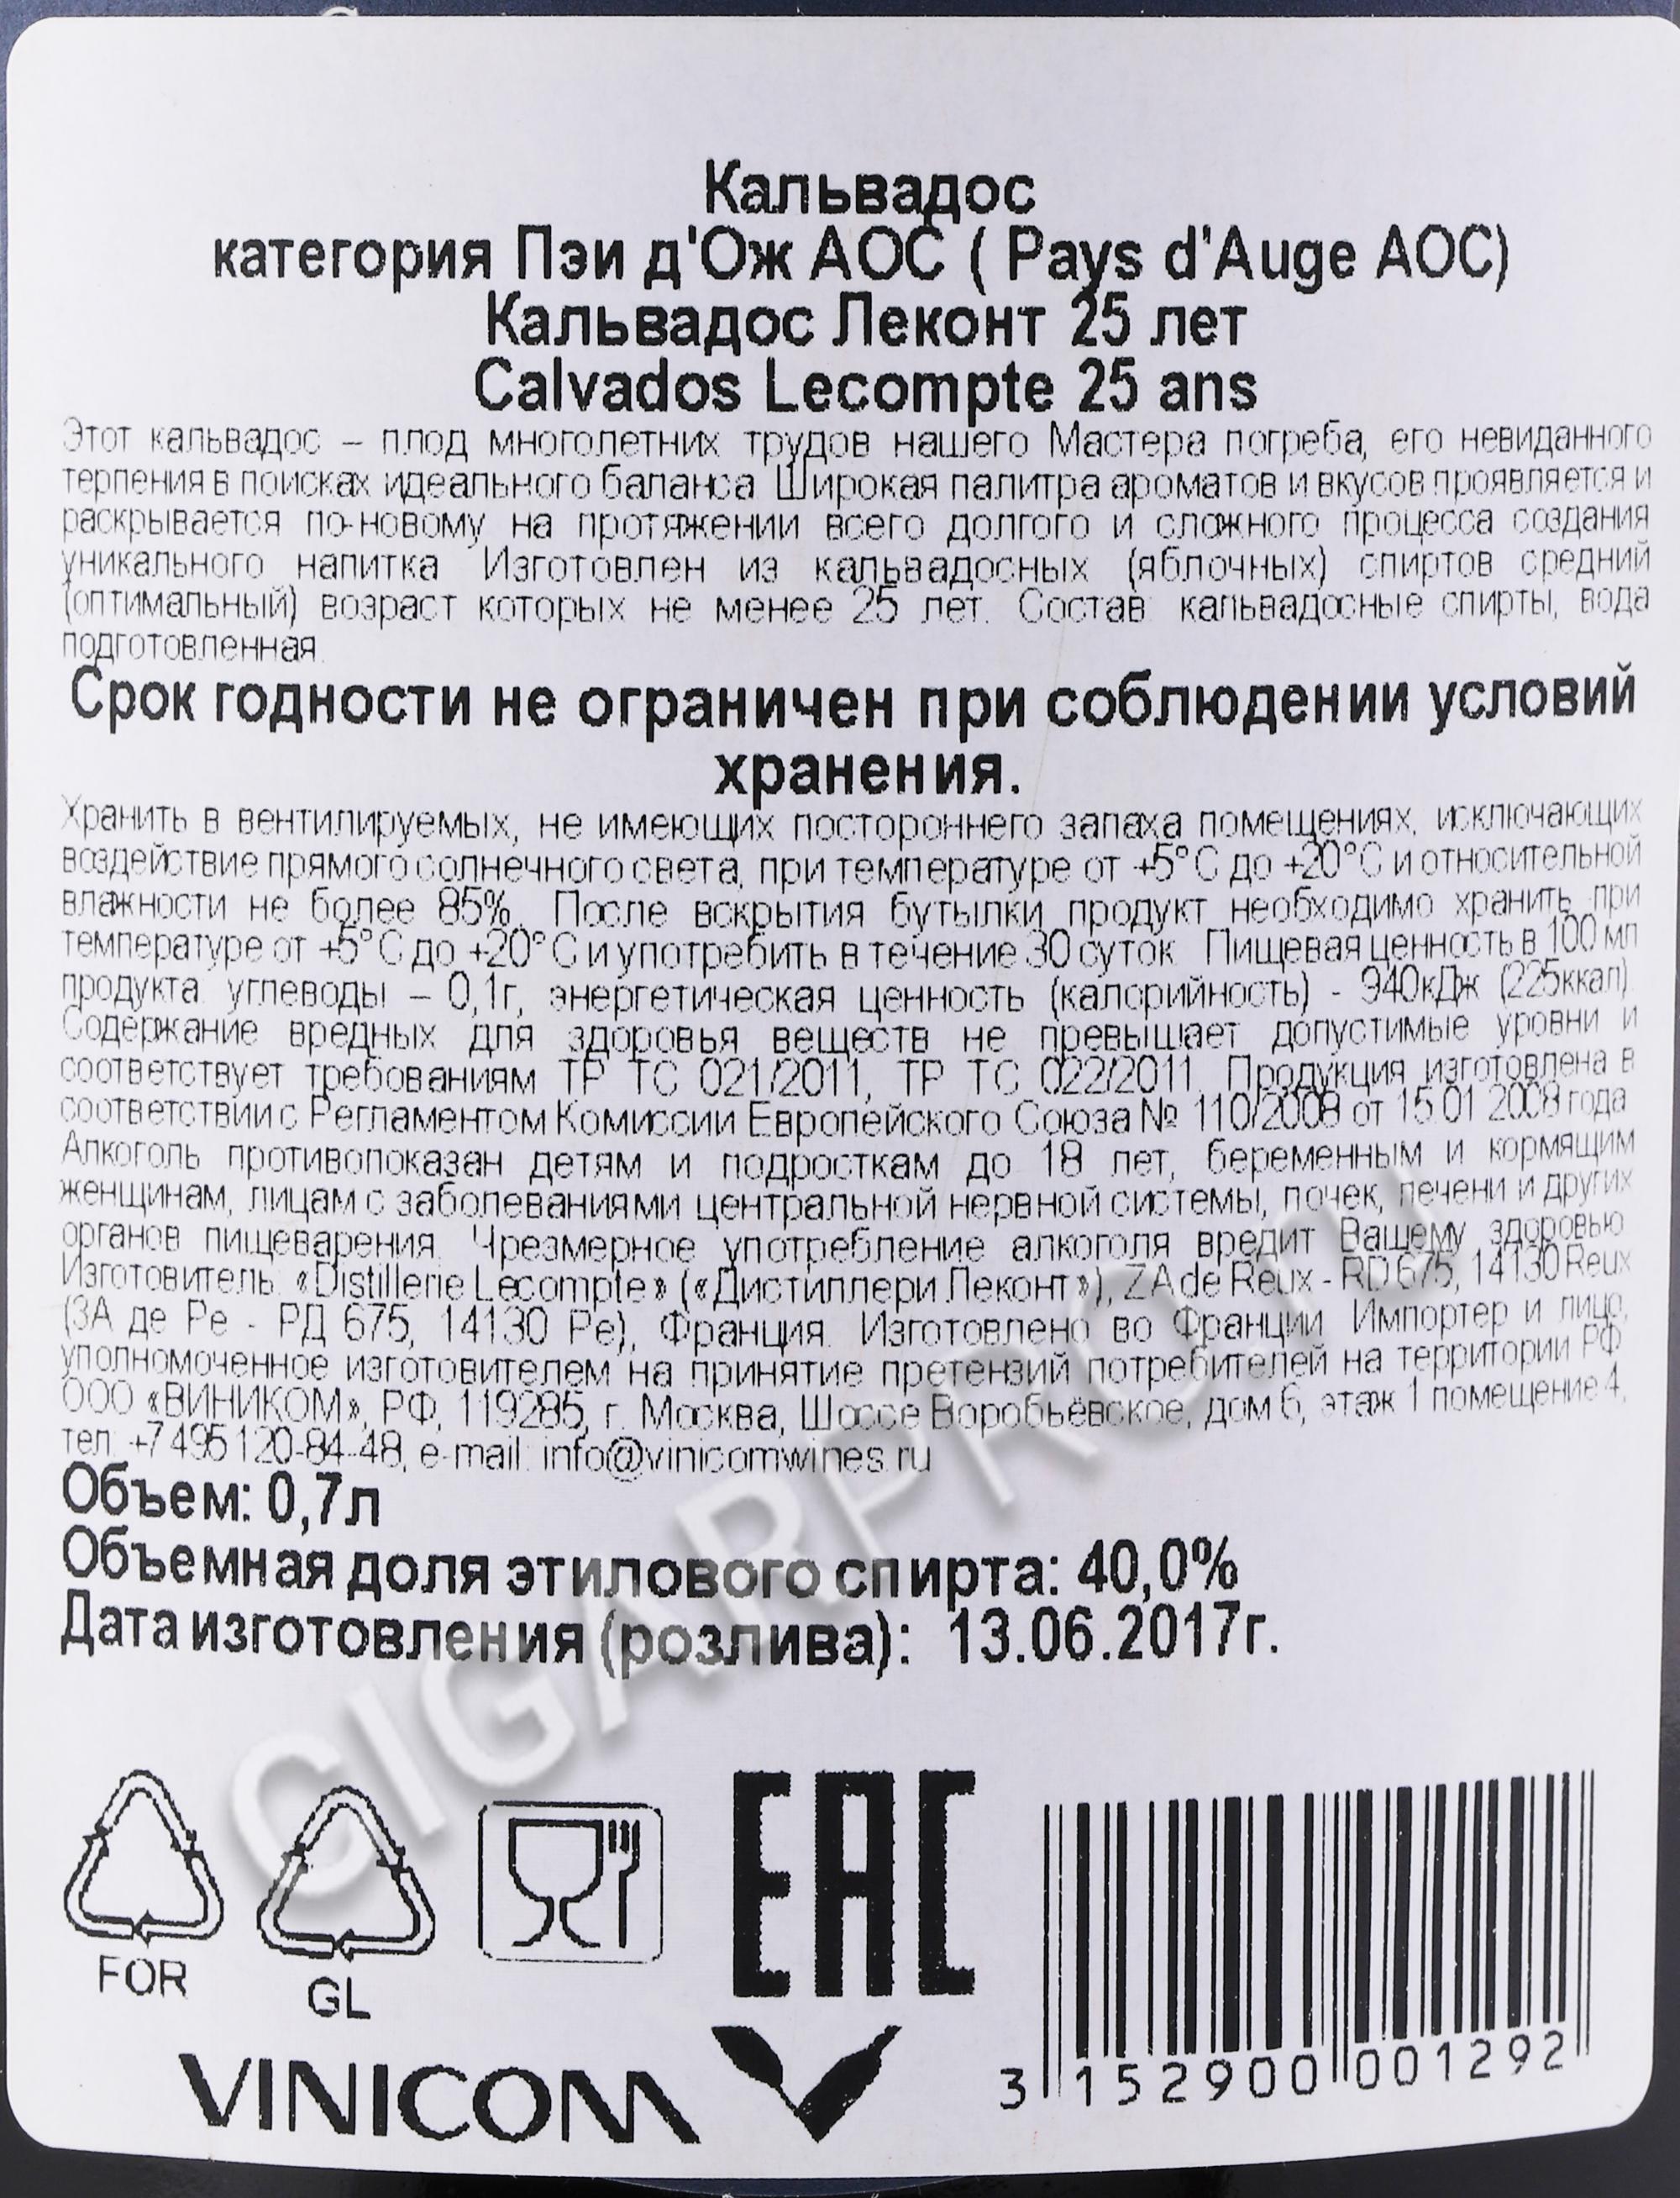 Кальвадос
категория Пэи д'Ож АОС ( Pays d'Auge AOC)
Кальвадос Леконт 25 лет
Calvados Lecompte 25 ans
Этот кальвадос – плод многолетних трудов нашего Мастера погреба, его невиданного
терпения в поисках идеального баланса. Широкая палитра ароматов и вкусов проявляется и
раскрывается по-новому на протяжении всего долгого и сложного процесса создания
уникального напитка. Изготовлен из кальвадосных (яблочных) спиртов средний
(оптимальный) возраст которых не менее 25 лет. Состав: кальвадосные спирты, вода
подготовленная.
Срок годности не ограничен при соблюдении условий
хранения.
Хранить в вентилируемых, не имеющих постороннего запаха помещениях, исключающих
воздействие прямого солнечного света, при температуре от +5°С до +20°С и относительной
влажности не более 85%. После вскрытия бутылки продукт необходимо хранить при
температуре от +5°С до +20°С и употребить в течение 30 суток. Пищевая ценность в 100 мл
продукта: углеводы – 0,1г, энергетическая ценность (калорийность) - 940кДж (225ккал).
Содержание вредных для здоровья веществ не превышает допустимые уровни и
соответствует требованиям ТР ТС 021/2011, ТР ТС 022/2011. Продукция изготовлена в
соответствии с Регламентом Комиссии Европейского Союза № 110/2008 от 15.01.2008 года
Алкоголь противопоказан детям и подросткам до 18 лет, беременным и кормящим
женщинам, лицам с заболеваниями центральной нервной системы, почек, печени и других
органов пищеварения. Чрезмерное употребление алкоголя вредит Вашему здоровью
Изготовитель: «Distillerie Lecompte» («Дистиллери Леконт»), ZA de Reux - RD 675, 14130 Reux
(ЗА де Ре - РД 675, 14130 Ре), Франция. Изготовлено во Франции. Импортер и лицо,
уполномоченное изготовителем на принятие претензий потребителей на территории РФ:
ООО «ВИНИКОМ», РФ, 119285, г. Москва, Шоссе Воробьёвское, дом 6, этаж 1 помещение 4,
тел: +7 495 120-84-48, e-mail: info@vinicomwines.ru
Объем: 0,7л
Объемная доля этилового спирта: 40,0%
Дата изготовления (розлива): 13.06.2017г.
CIGARPRO.ru
FOR
GL
EAC
3 152900 001292
VINICOM